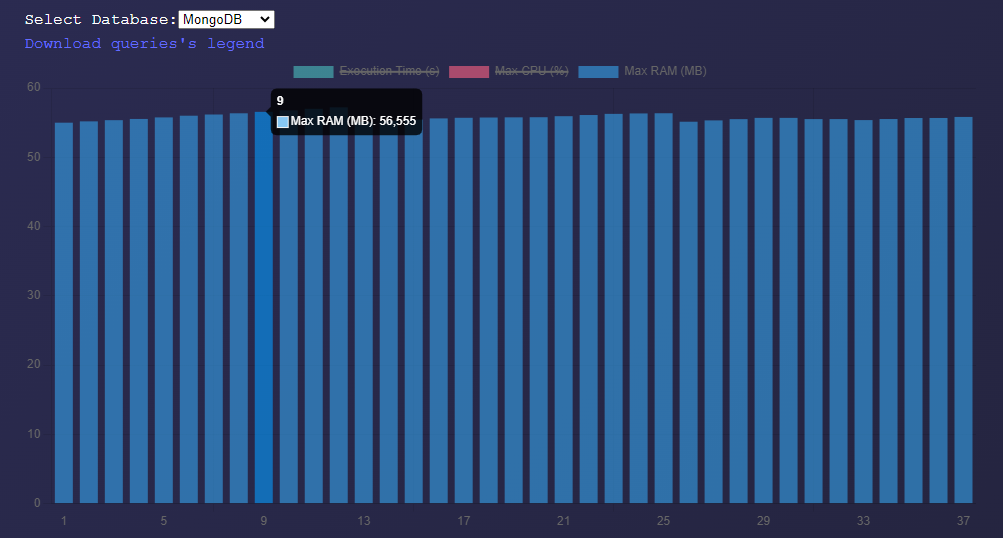 Select Database: MongoDB
Download queries's legend
Execution Time (s) Max CPU (%) Max RAM (MB)
60
9
Max RAM (MB): 56,555
50
40
30
20
10
0
1 5 9 13 17 21 25 29 33 37